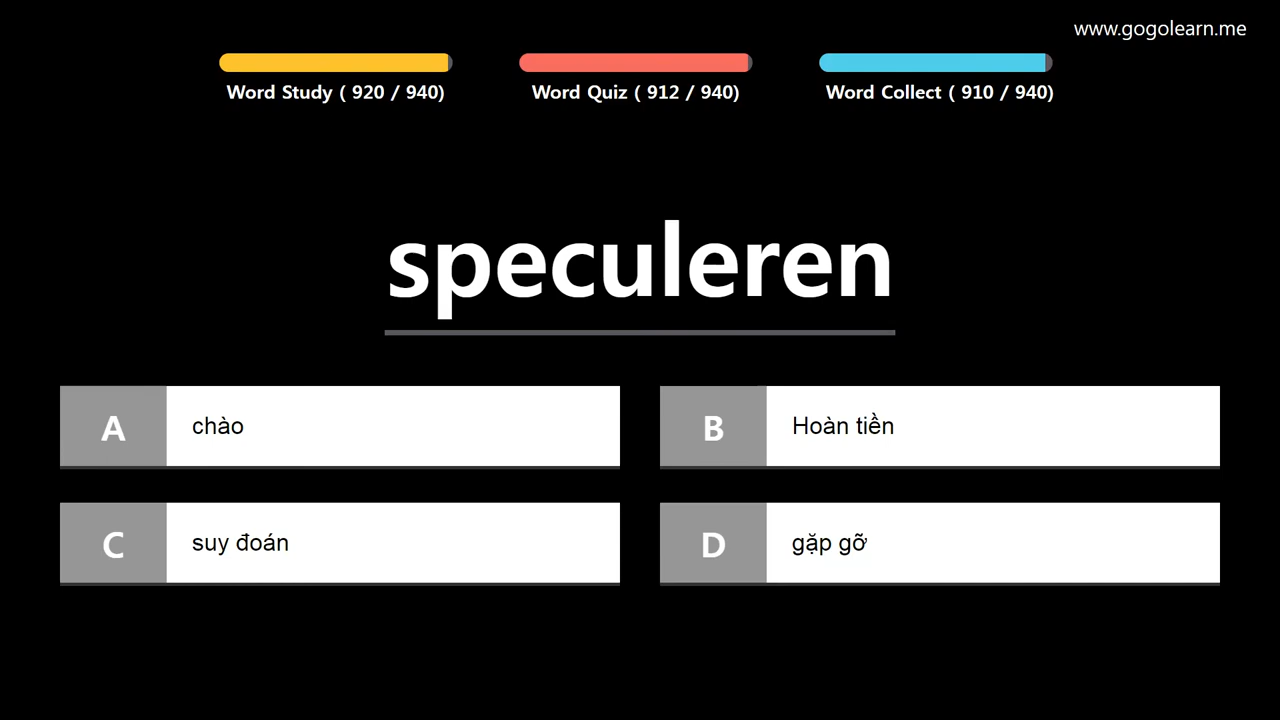 www.gogolearn.me
Word Study ( 920 / 940)
Word Quiz ( 912 / 940)
Word Collect ( 910 / 940)
speculeren
A chào
B Hoàn tiền
C suy đoán
D gặp gỡ